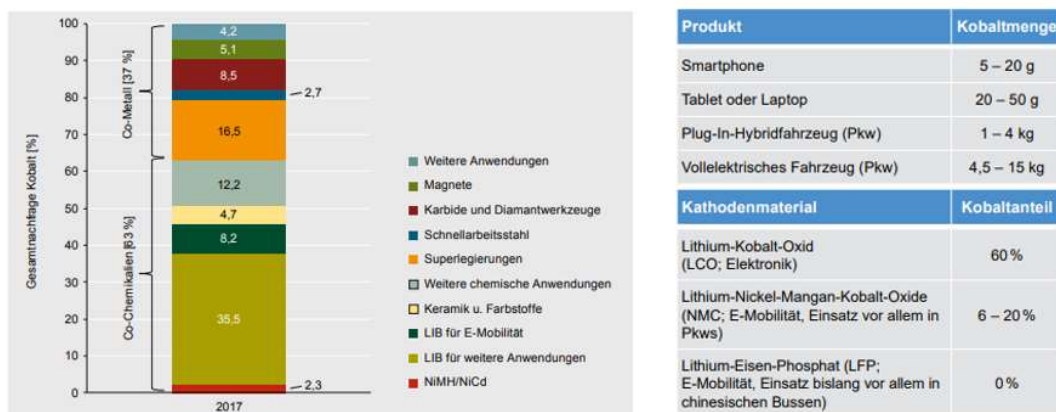 Gesamtnachfrage Kobalt [%]
100
90
80
70
60
50
40
30
20
10
0
Co-Metall [37 %]
Co-Chemikalien [63 %]
4,2
5,1
8,5
2,7
16,5
12,2
4,7
8,2
35,5
2,3
2017
Weitere Anwendungen
Magnete
Karbide und Diamantwerkzeuge
Schnellarbeitsstahl
Superlegierungen
Weitere chemische Anwendungen
Keramik u. Farbstoffe
LIB für E-Mobilität
LIB für weitere Anwendungen
NiMH/NiCd
Produkt Kobaltmenge
Smartphone 5 – 20 g
Tablet oder Laptop 20 – 50 g
Plug-In-Hybridfahrzeug (Pkw) 1 – 4 kg
Vollelektrisches Fahrzeug (Pkw) 4,5 – 15 kg
Kathodenmaterial Kobaltanteil
Lithium-Kobalt-Oxid
(LCO; Elektronik) 60 %
Lithium-Nickel-Mangan-Kobalt-Oxide
(NMC; E-Mobilität, Einsatz vor allem in 6 – 20 %
Pkws)
Lithium-Eisen-Phosphat (LFP;
E-Mobilität, Einsatz bislang vor allem in 0 %
chinesischen Bussen)